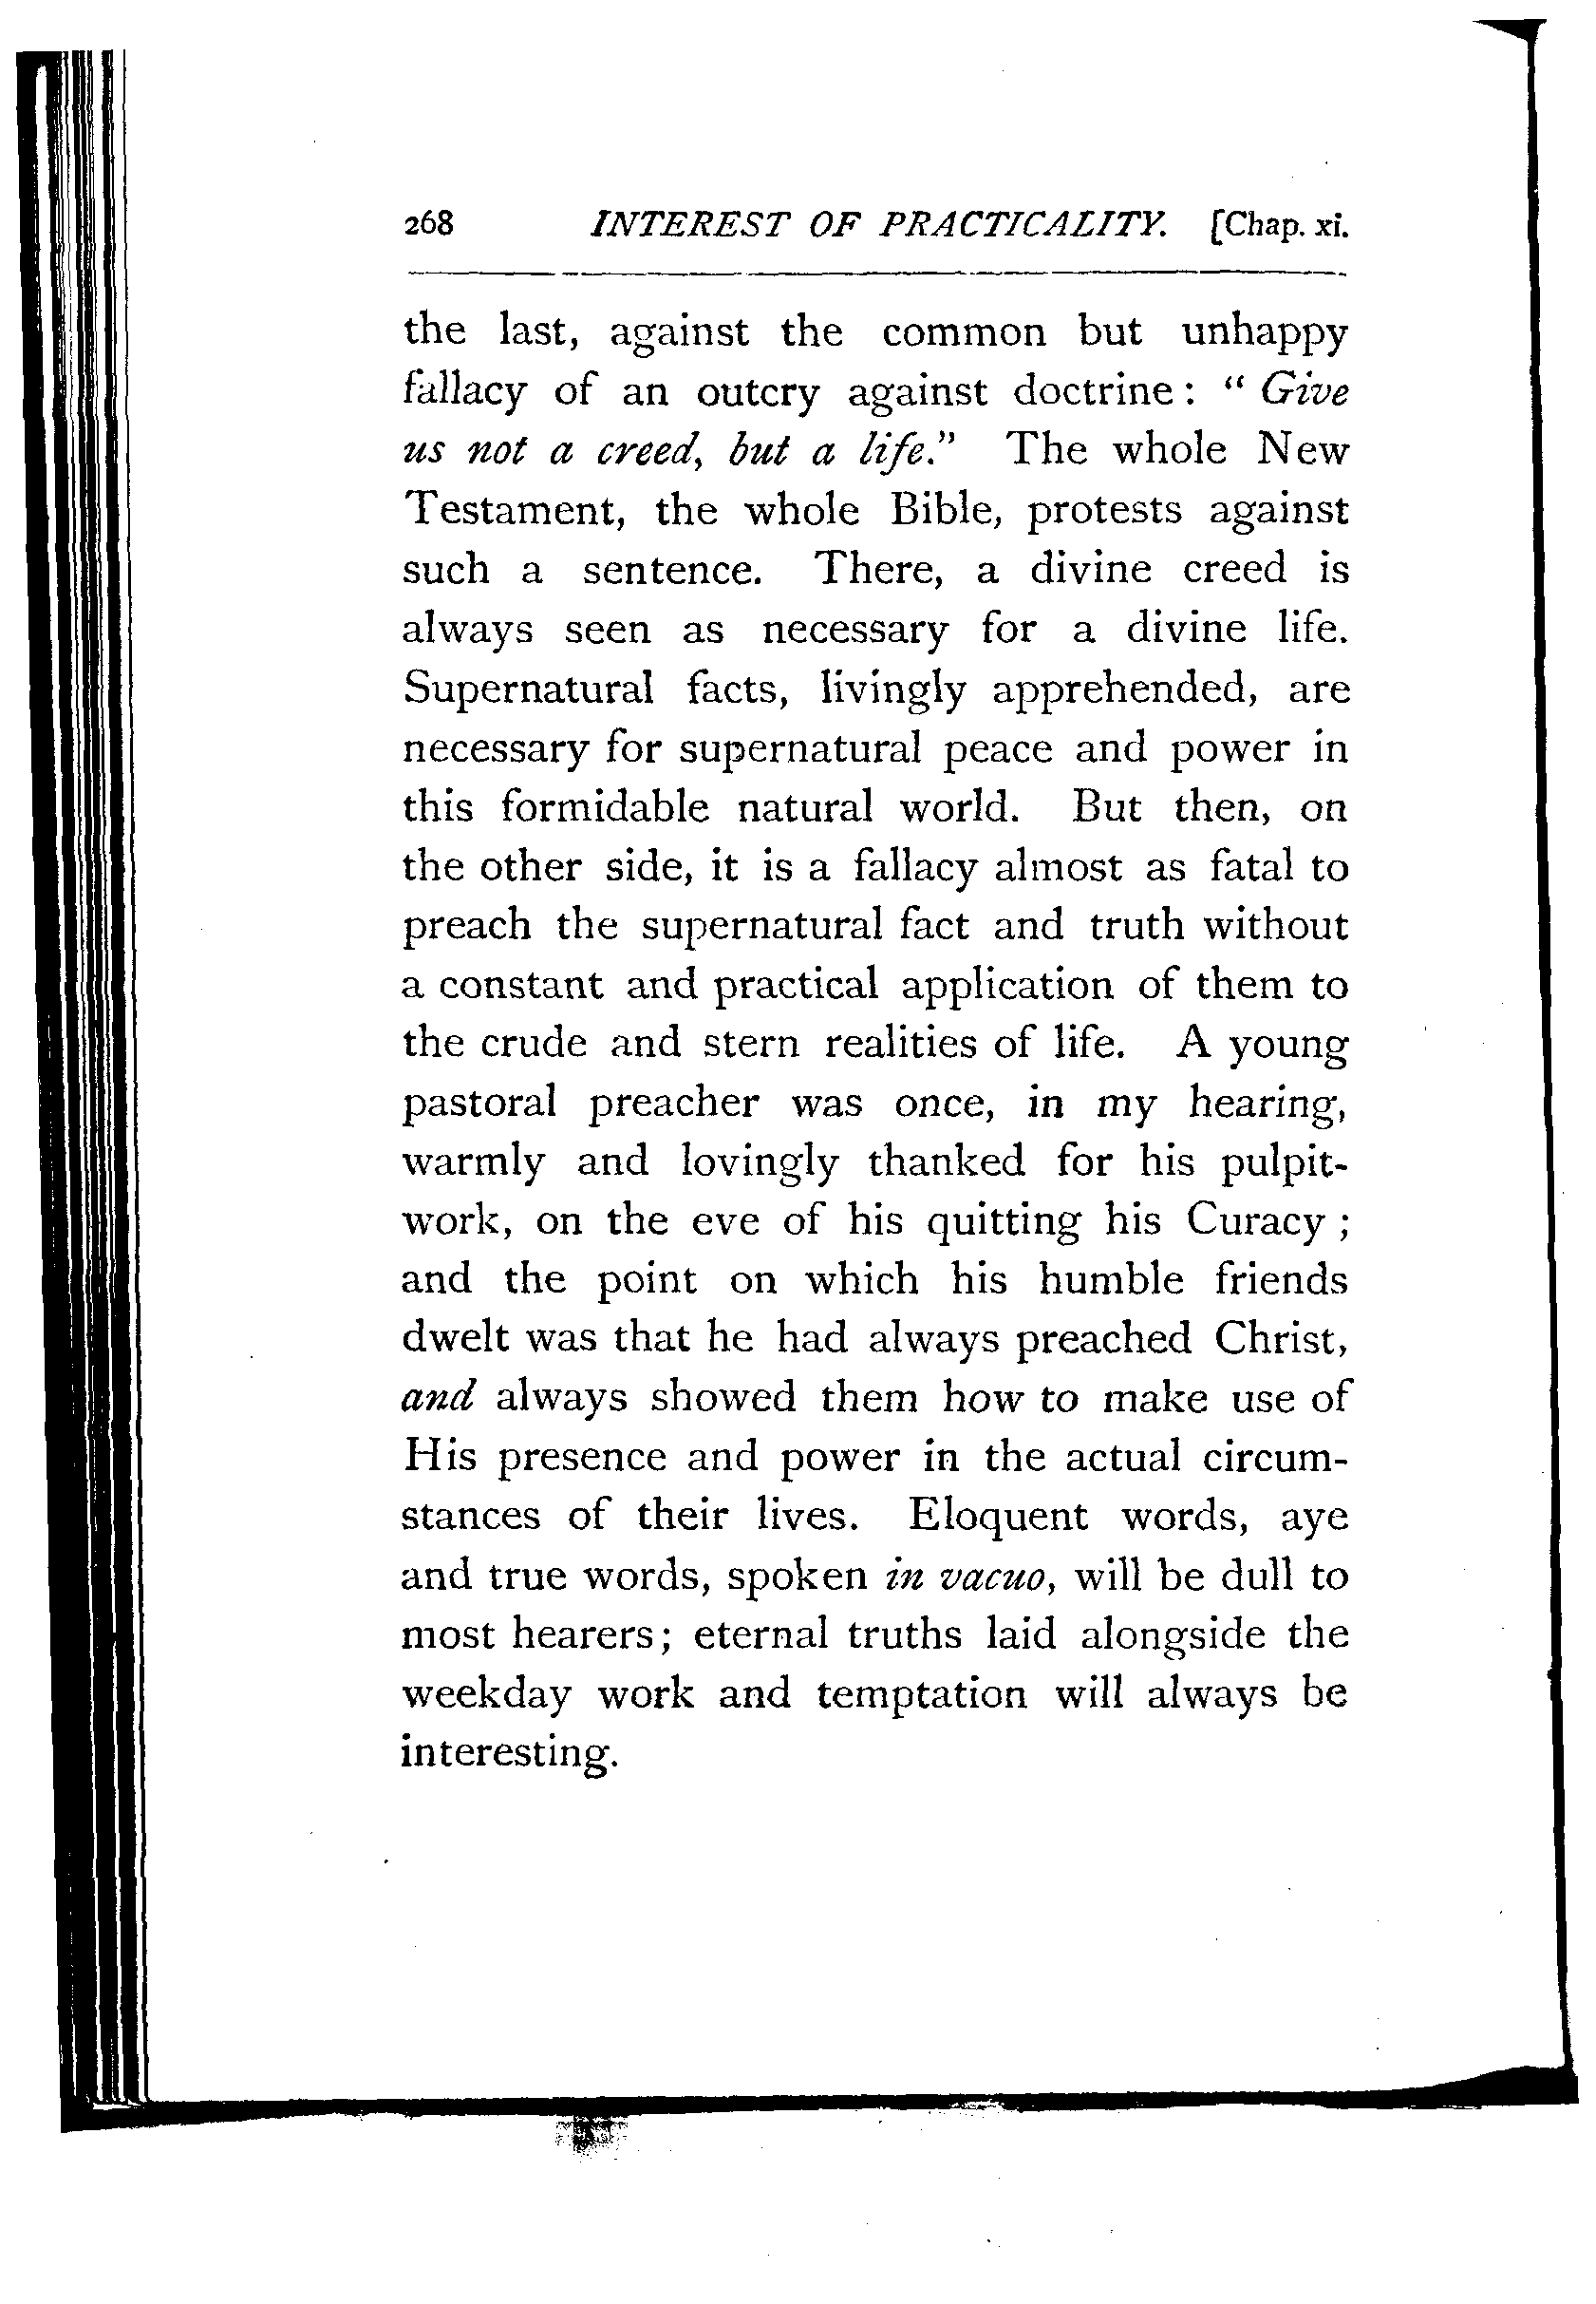 268 INTEREST OF PRACTICALITY. [Chap. xi.
the last, against the common but unhappy
fallacy of an outcry against doctrine: "Give
us not a creed, but a life." The whole New
Testament, the whole Bible, protests against
such a sentence. There, a divine creed is
always seen as necessary for a divine life.
Supernatural facts, livingly apprehended, are
necessary for supernatural peace and power in
this formidable natural world. But then, on
the other side, it is a fallacy almost as fatal to
preach the supernatural fact and truth without
a constant and practical application of them to
the crude and stern realities of life. A young
pastoral preacher was once, in my hearing,
warmly and lovingly thanked for his pulpit-
work, on the eve of his quitting his Curacy;
and the point on which his humble friends
dwelt was that he had always preached Christ,
and always showed them how to make use of
His presence and power in the actual circum-
stances of their lives. Eloquent words, aye
and true words, spoken in vacuo, will be dull to
most hearers; eternal truths laid alongside the
weekday work and temptation will always be
interesting.